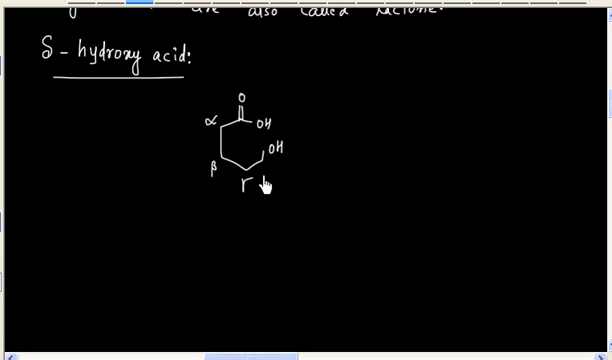 are also called lactone.
δ - hydroxy acid:
O
α
OH
OH
β
r